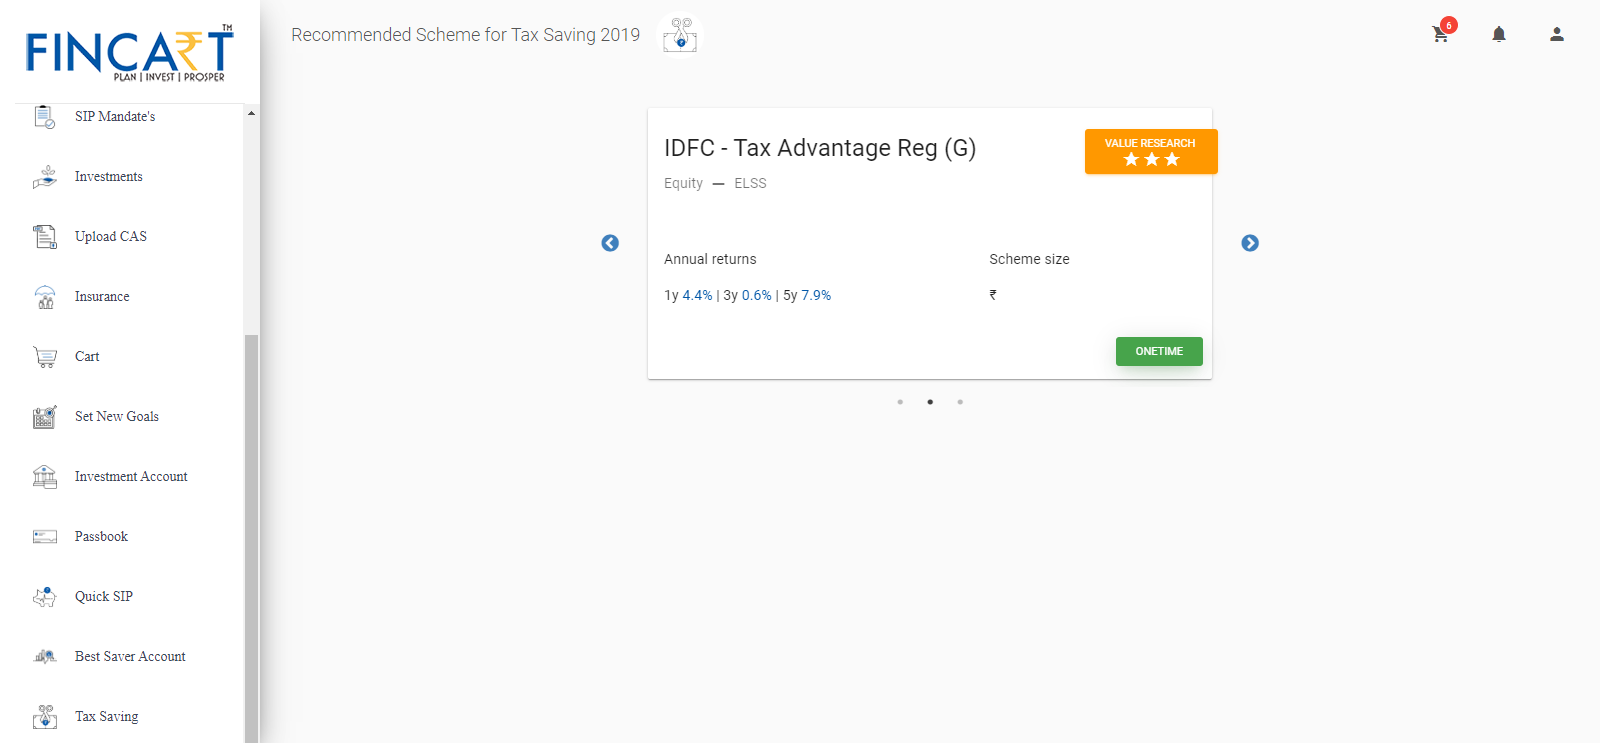 FINCART™
PLAN | INVEST | PROSPER
SIP Mandate's
Investments
Upload CAS
Insurance
Cart
Set New Goals
Investment Account
Passbook
Quick SIP
Best Saver Account
Tax Saving
Recommended Scheme for Tax Saving 2019
6
IDFC - Tax Advantage Reg (G)
VALUE RESEARCH
Equity — ELSS
Annual returns
Scheme size
1y 4.4% | 3y 0.6% | 5y 7.9%
₹
ONETIME